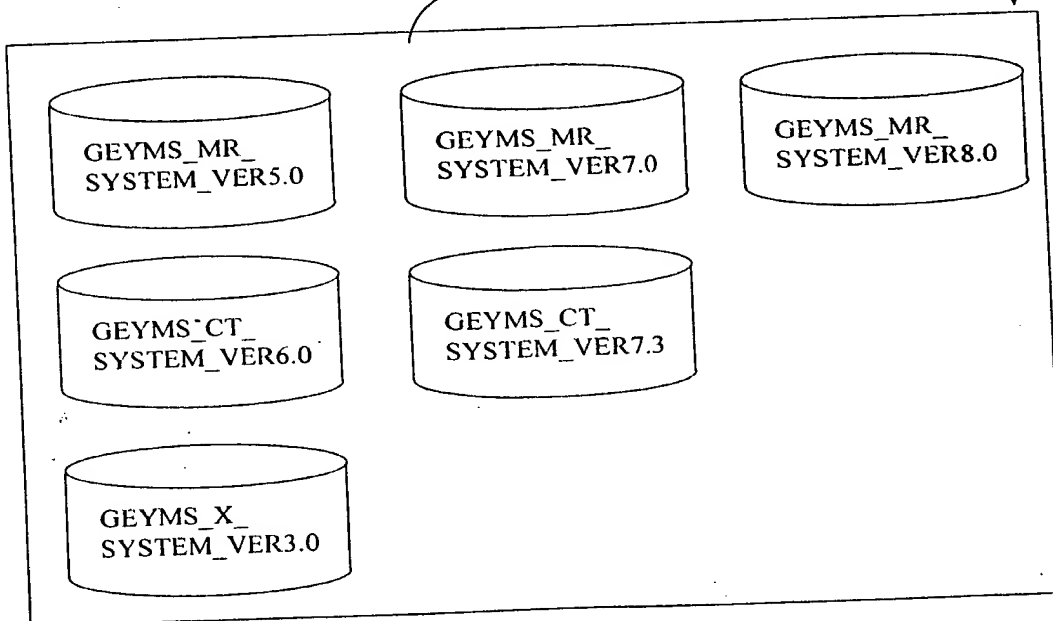 GEYMS_MR_
SYSTEM_VER5.0
GEYMS_MR_
SYSTEM_VER7.0
GEYMS_MR_
SYSTEM_VER8.0
GEYMS_CT_
SYSTEM_VER6.0
GEYMS_CT_
SYSTEM_VER7.3
GEYMS_X_
SYSTEM_VER3.0